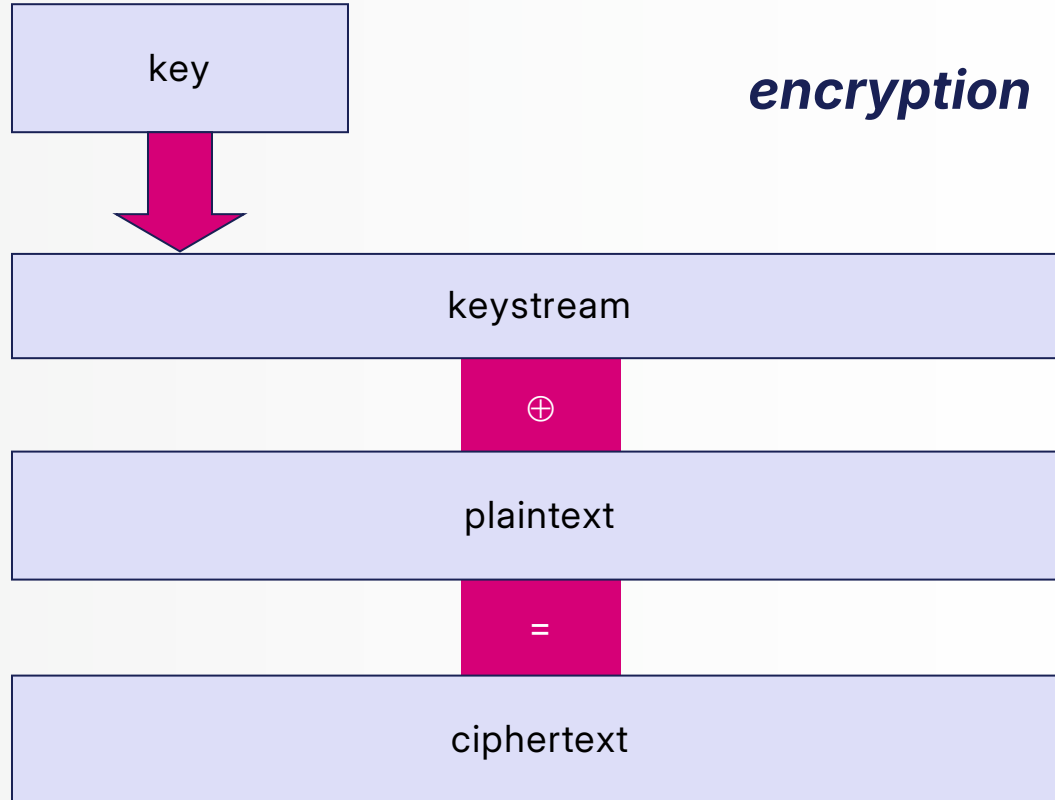 key
encryption
keystream
⊕
plaintext
=
ciphertext